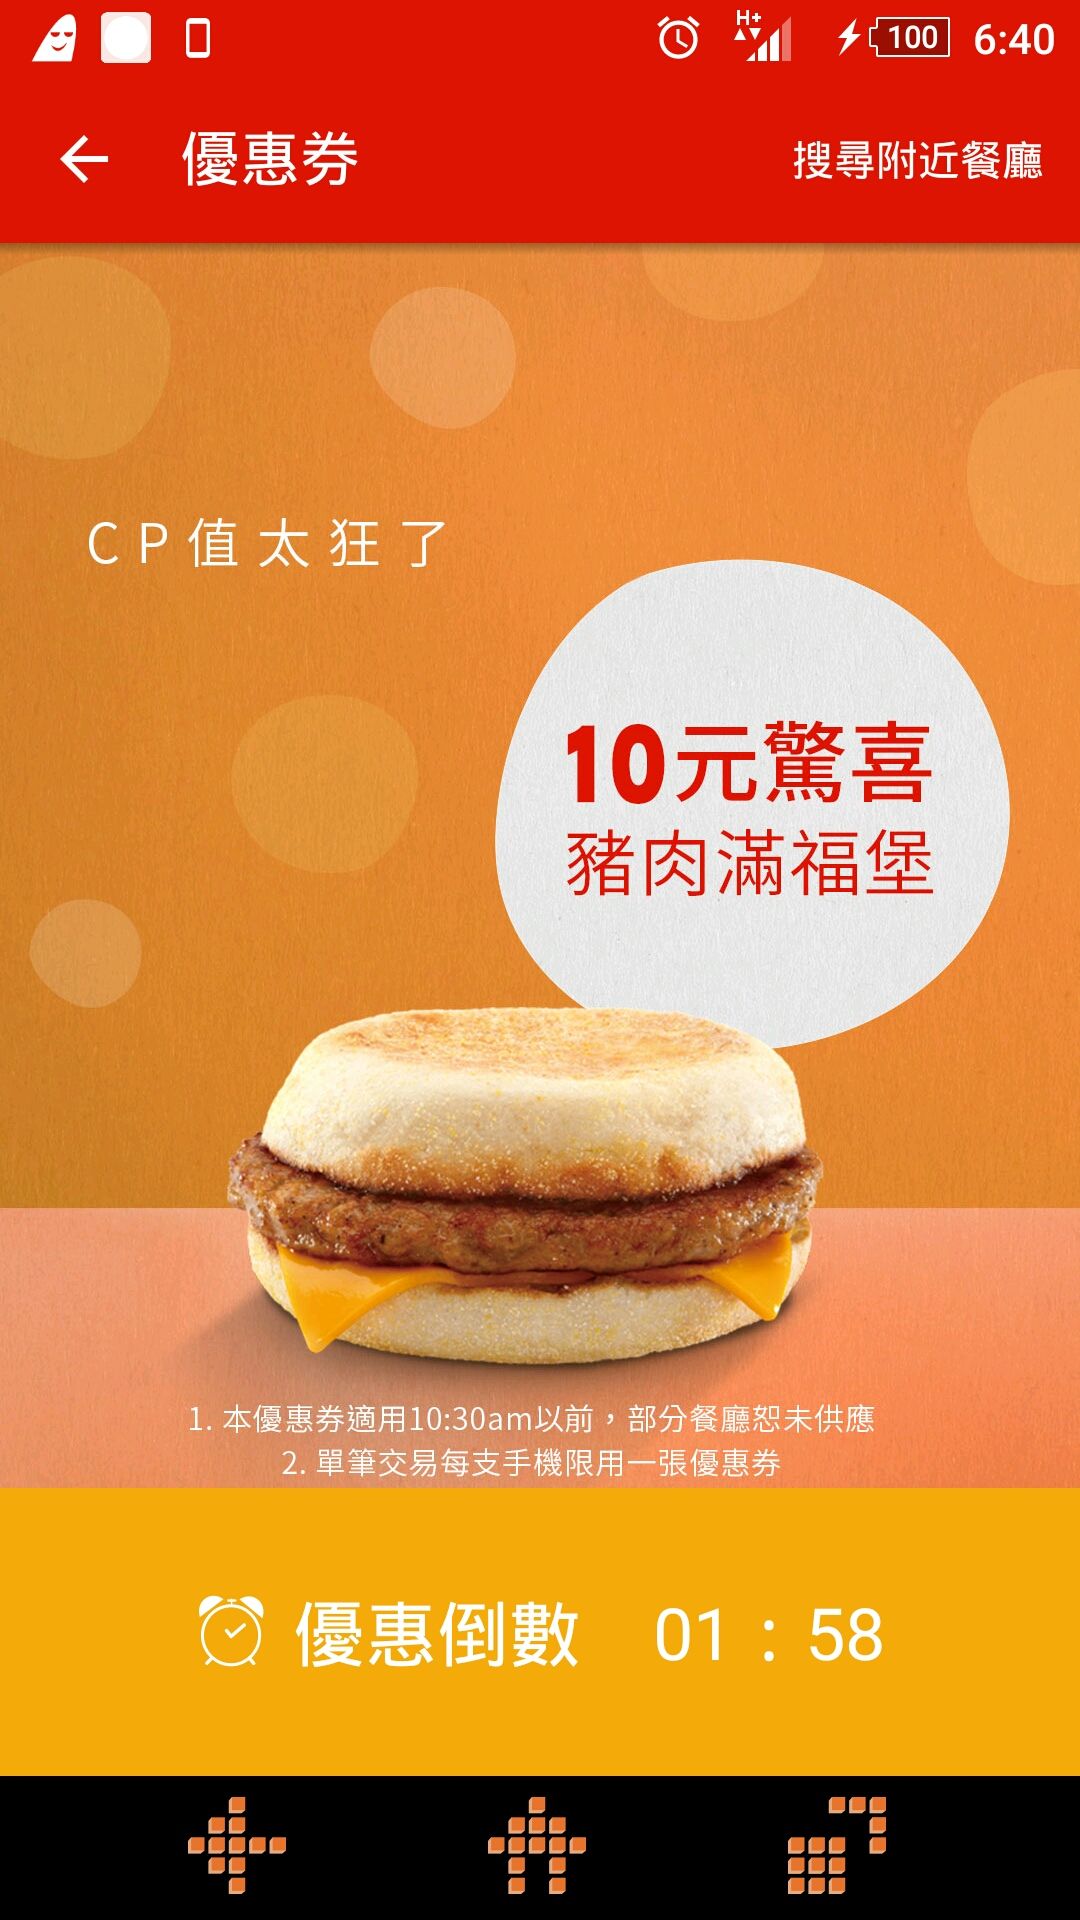 H+
100
6:40
優惠券
搜尋附近餐廳
CP值太狂了
10元驚喜
豬肉滿福堡
1. 本優惠券適用10:30am以前，部分餐廳恕未供應
2. 單筆交易每支手機限用一張優惠券
優惠倒數 01 : 58